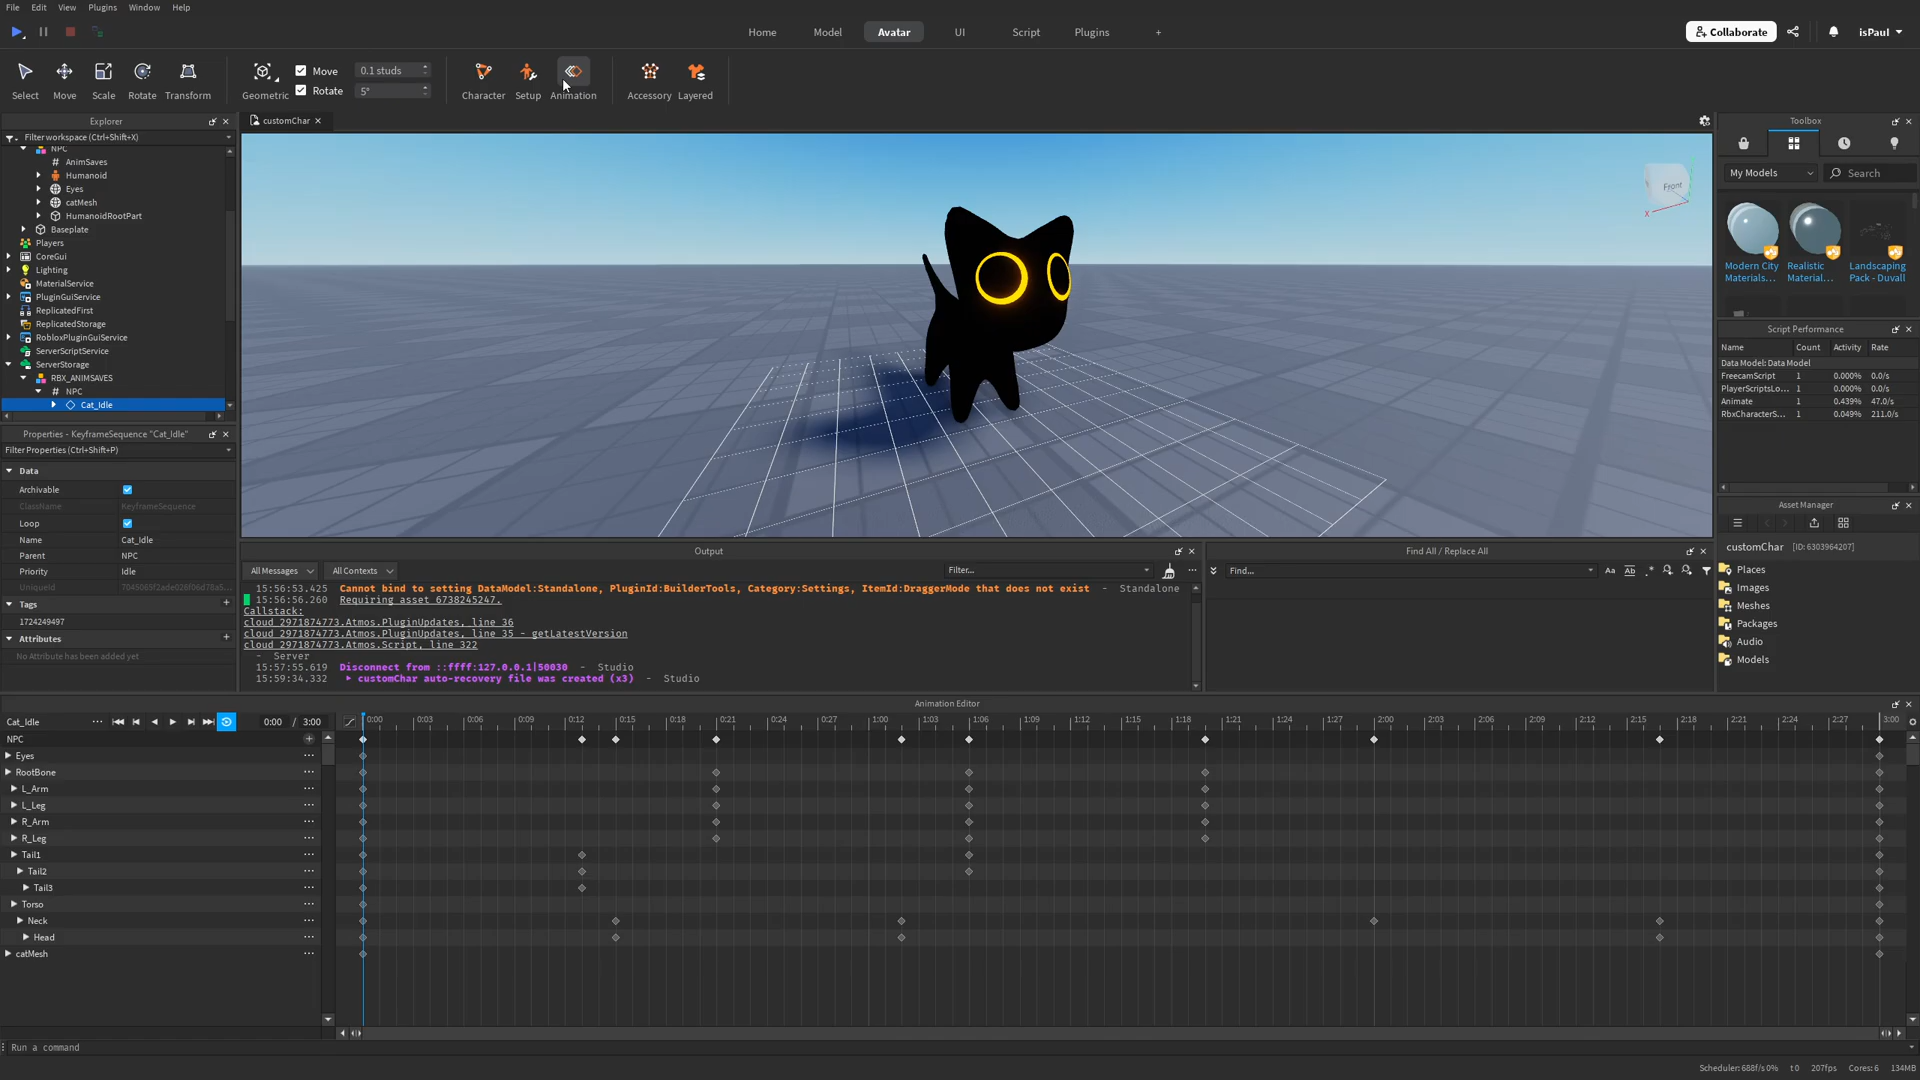 File Edit View Plugins Window Help
Home Model Avatar UI Script Plugins +
Collaborate isPaul
Select Move Scale Rotate Transform
Geometric Move 0.1 studs
Rotate 5°
Character Setup Animation
Accessory Layered
Explorer
Filter workspace (Ctrl+Shift+X)
NPC
# AnimSaves
Humanoid
Eyes
catMesh
HumanoidRootPart
Baseplate
Players
CoreGui
Lighting
MaterialService
PluginGuiService
ReplicatedFirst
ReplicatedStorage
RobloxPluginGuiService
ServerScriptService
ServerStorage
RBX_ANIMSAVES
# NPC
Cat_Idle
Properties - KeyframeSequence "Cat_Idle"
Filter Properties (Ctrl+Shift+P)
Data
Archivable
ClassName KeyframeSequence
Loop
Name Cat_Idle
Parent NPC
Priority Idle
UniqueId
Tags +
1724249497
Attributes +
No Attribute has been added yet
customChar
Front
X
Output
All Messages All Contexts Filter...
15:56:53.425 Cannot bind to setting DataModel:Standalone, PluginId:BuilderTools, Category:Settings, ItemId:DraggerMode that does not exist - Standalone
15:56:56.260 Requiring asset 6738245247.
Callstack:
cloud_2971874773.Atmos.PluginUpdates, line 36
cloud_2971874773.Atmos.PluginUpdates, line 35 - getLatestVersion
cloud_2971874773.Atmos.Script, line 322
- Server
15:57:55.619 Disconnect from ::ffff:127.0.0.1|50030 - Studio
15:59:34.332 customChar auto-recovery file was created (x3) - Studio
Find All / Replace All
Find... Aa Ab .*
Toolbox
My Models Search
Modern City Materials...
Realistic Material...
Landscaping Pack - Duvall
Script Performance
Name Count Activity Rate
Data Model: Data Model
FreecamScript 1 0.000% 0.0/s
PlayerScriptsLo... 1 0.000% 0.0/s
Animate 1 0.439% 47.0/s
RbxCharacterS... 1 0.049% 211.0/s
Asset Manager
customChar [ID: 6303964207]
Places
Images
Meshes
Packages
Audio
Models
Animation Editor
Cat_Idle ... 0:00 / 3:00
0:00 0:03 0:06 0:09 0:12 0:15 0:18 0:21 0:24 0:27 1:00 1:03 1:06 1:09 1:12 1:15 1:18 1:21 1:24 1:27 2:00 2:03 2:06 2:09 2:12 2:15 2:18 2:21 2:24 2:27 3:00
NPC
Eyes
RootBone
L_Arm
L_Leg
R_Arm
R_Leg
Tail1
Tail2
Tail3
Torso
Neck
Head
catMesh
Run a command
Scheduler: 688f/s 0% t 0 207fps Cores: 6 134MB